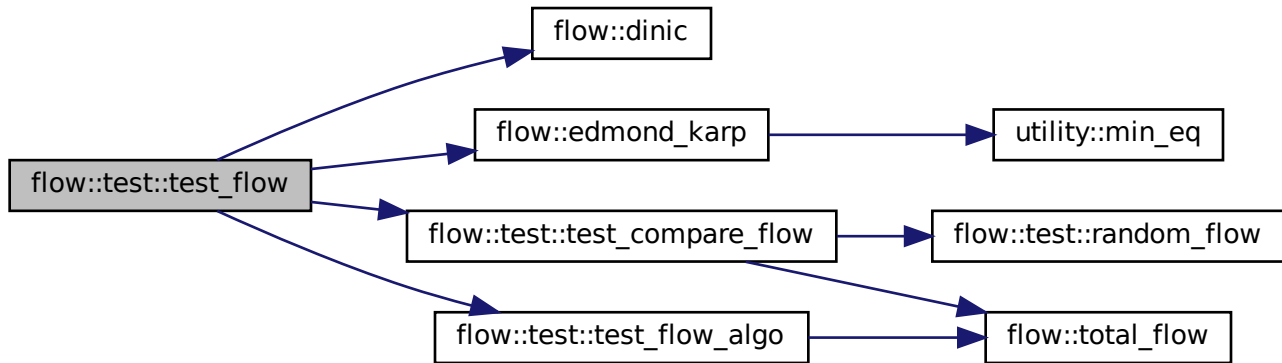 flow::dinic
flow::edmond_karp
utility::min_eq
flow::test::test_flow
flow::test::test_compare_flow
flow::test::random_flow
flow::test::test_flow_algo
flow::total_flow